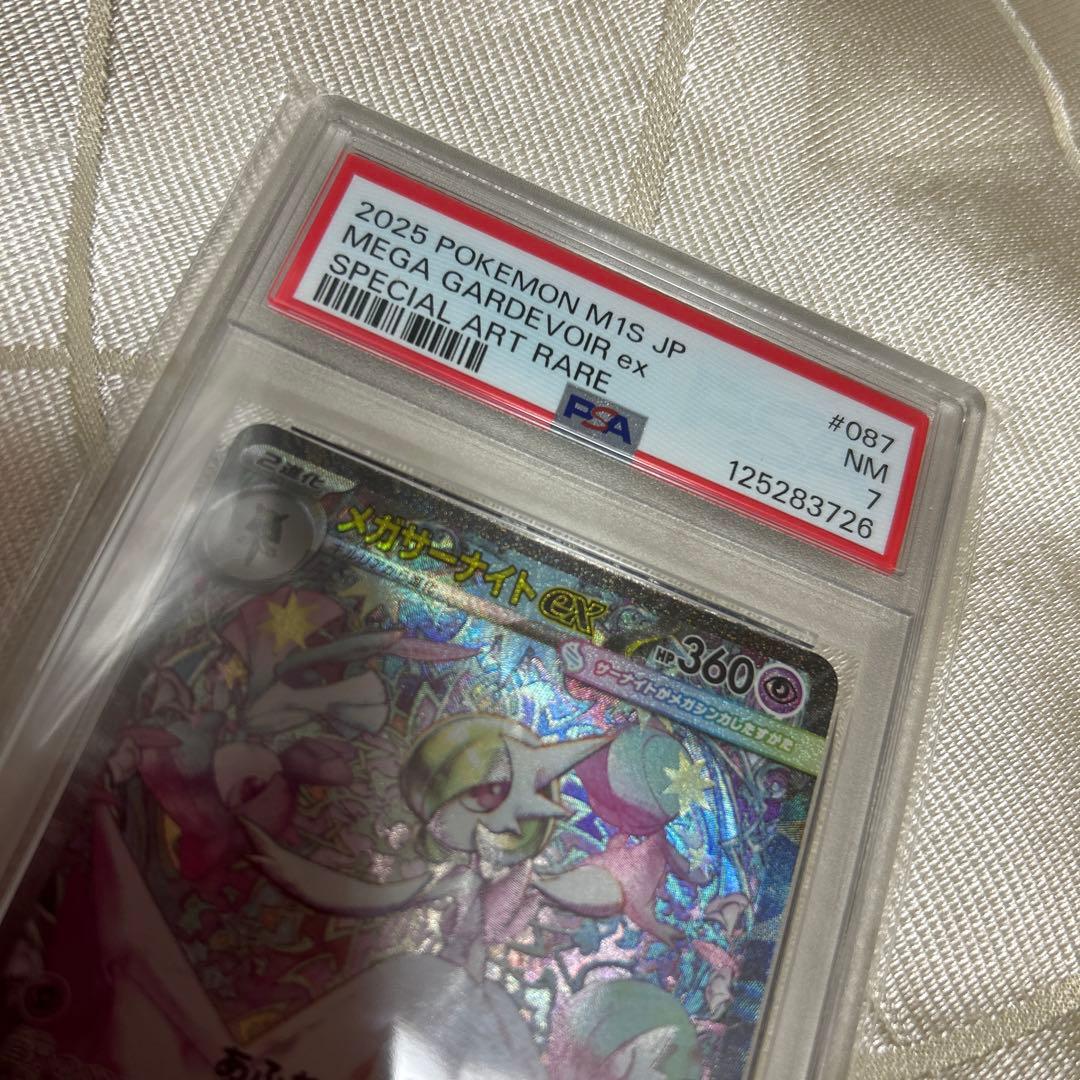 2025 POKEMON M1S JP
#087
MEGA GARDEVOIR ex
NM
SPECIAL ART RARE
7
PSA
125283726
2進化
メガサーナイトex
HP360
サーナイトがメガシンカしたすがた
あふ